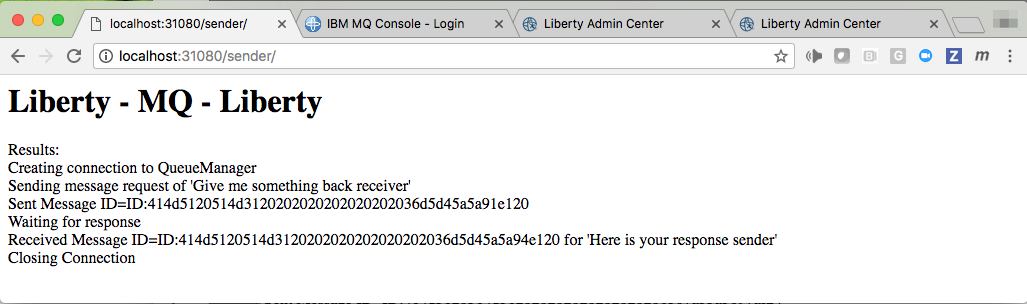 localhost:31080/sender/
IBM MQ Console - Login
Liberty Admin Center
Liberty Admin Center
localhost:31080/sender/
B
G
Z
m
Liberty - MQ - Liberty
Results:
Creating connection to QueueManager
Sending message request of 'Give me something back receiver'
Sent Message ID=ID:414d5120514d31202020202020202020036d5d45a5a91e120
Waiting for response
Received Message ID=ID:414d5120514d31202020202020202020036d5d45a5a94e120 for 'Here is your response sender'
Closing Connection